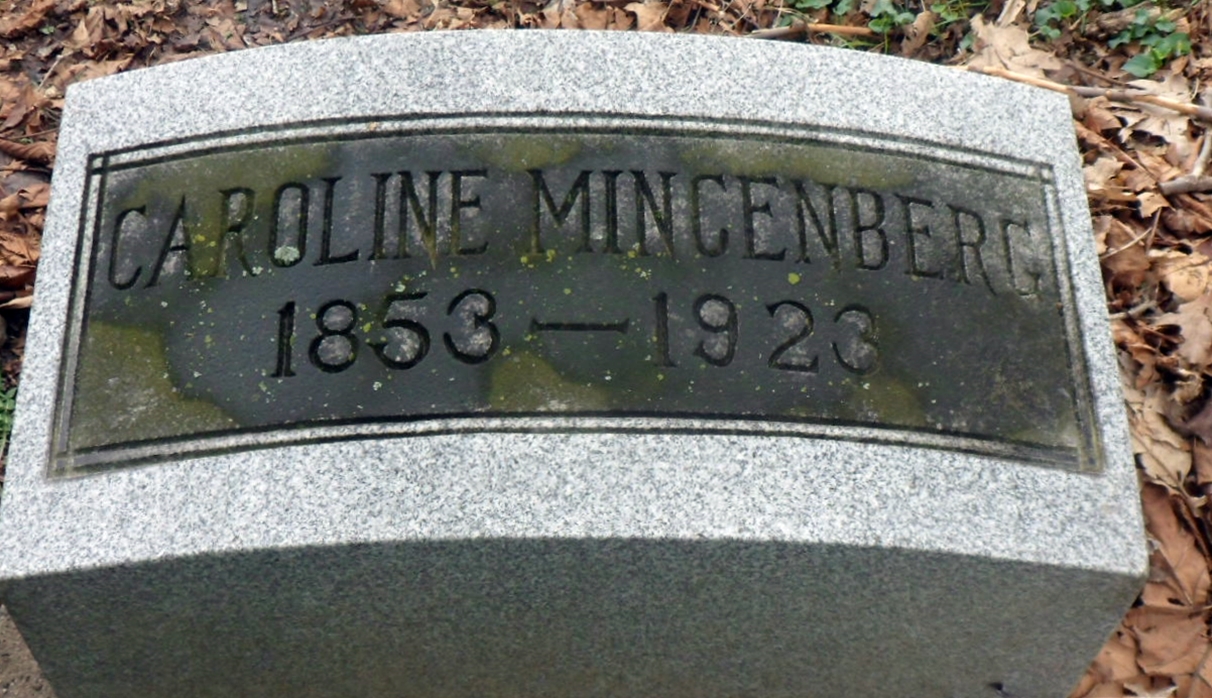 CAROLINE MINCENBERG
1853 — 1923